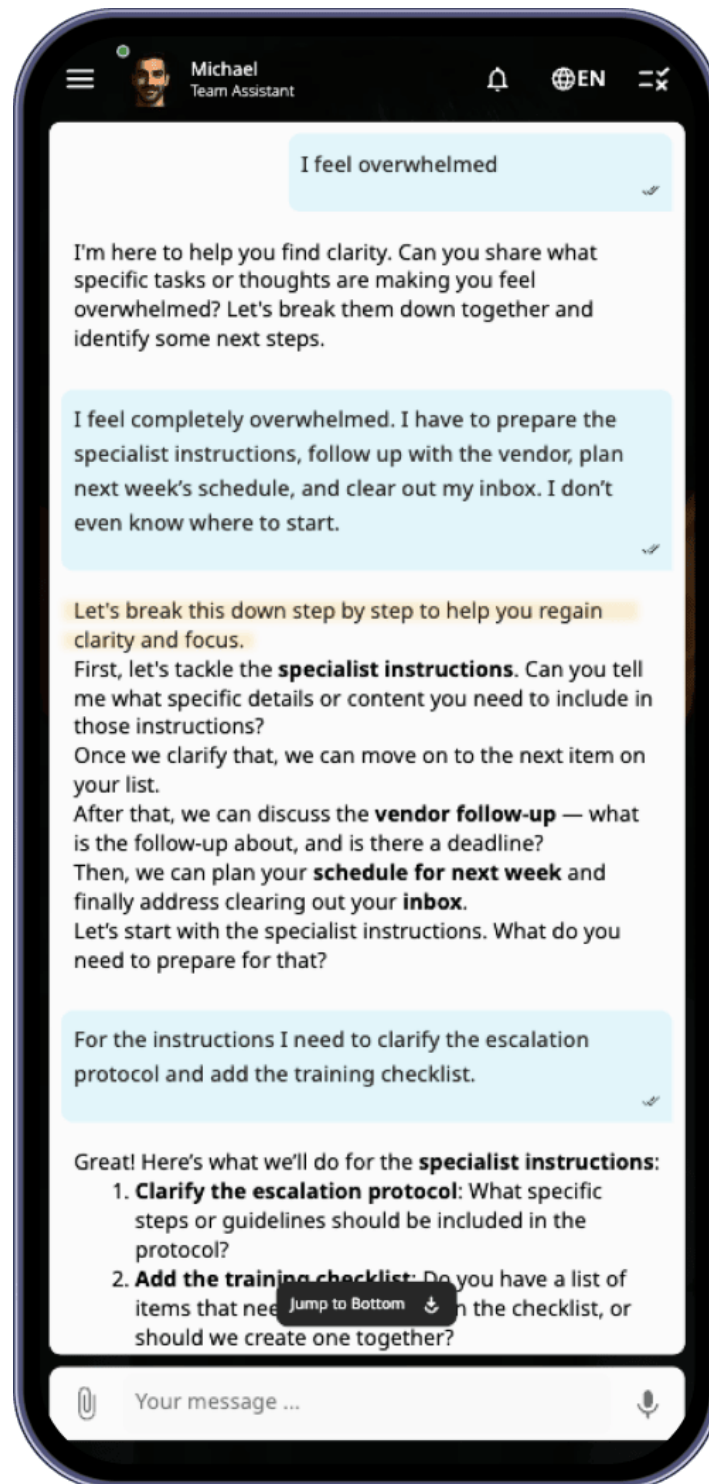 Michael
Team Assistant
EN
I feel overwhelmed
I'm here to help you find clarity. Can you share what
specific tasks or thoughts are making you feel
overwhelmed? Let's break them down together and
identify some next steps.
I feel completely overwhelmed. I have to prepare the
specialist instructions, follow up with the vendor, plan
next week’s schedule, and clear out my inbox. I don’t
even know where to start.
Let's break this down step by step to help you regain
clarity and focus.
First, let's tackle the specialist instructions. Can you tell
me what specific details or content you need to include in
those instructions?
Once we clarify that, we can move on to the next item on
your list.
After that, we can discuss the vendor follow-up — what
is the follow-up about, and is there a deadline?
Then, we can plan your schedule for next week and
finally address clearing out your inbox.
Let’s start with the specialist instructions. What do you
need to prepare for that?
For the instructions I need to clarify the escalation
protocol and add the training checklist.
Great! Here’s what we’ll do for the specialist instructions:
1. Clarify the escalation protocol: What specific
steps or guidelines should be included in the
protocol?
2. Add the training checklist: Do you have a list of
items that the checklist, or
Jump to Bottom
should we create one together?
Your message ...